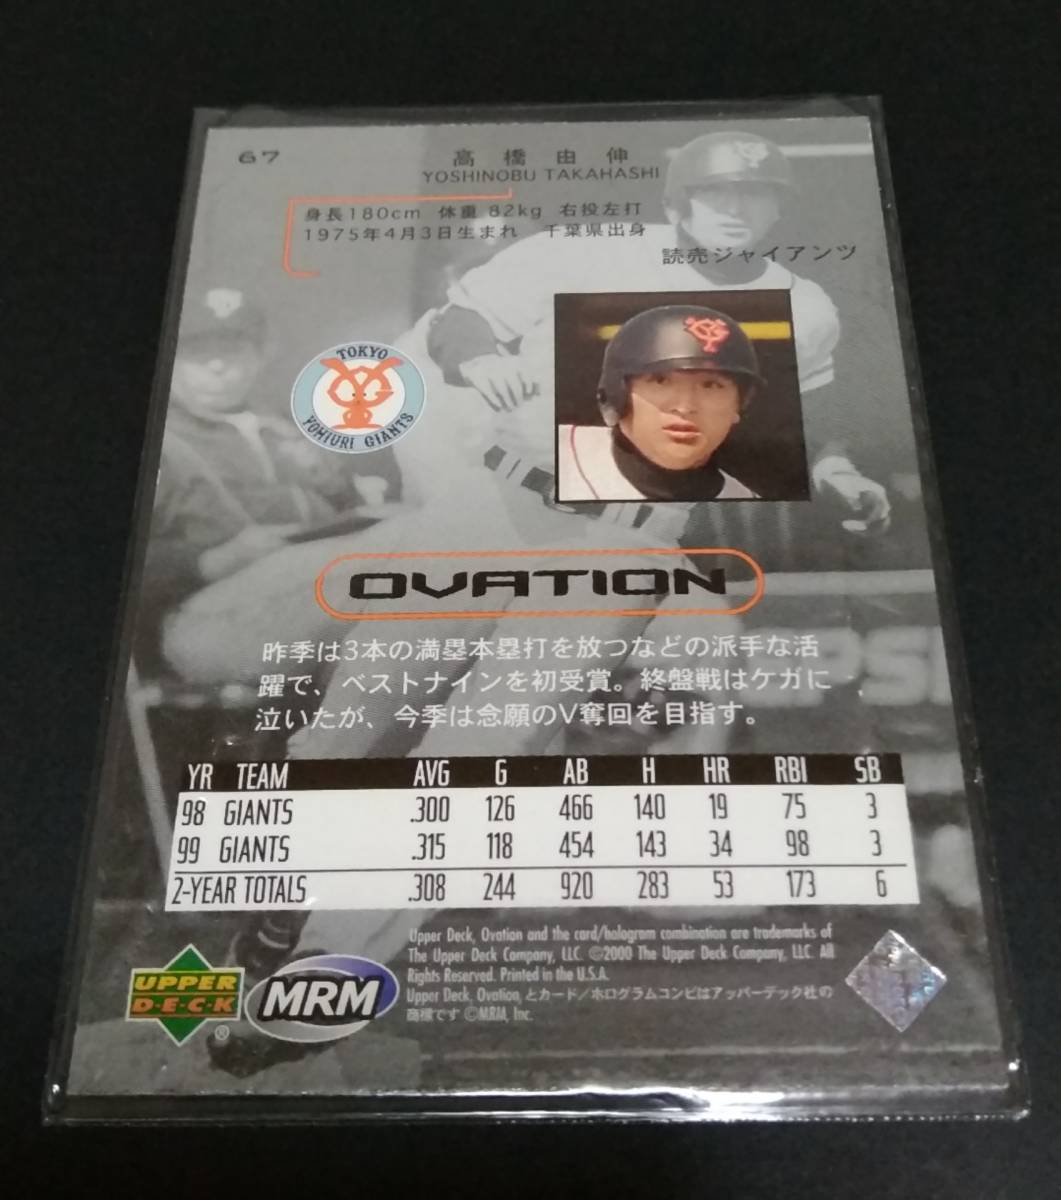 67
高橋由伸
YOSHINOBU TAKAHASHI
身長180cm 体重 82kg 右投左打
1975年4月3日生まれ 千葉県出身
読売ジャイアンツ
TOKYO
YOMIURI GIANTS
OVATION
昨季は3本の満塁本塁打を放つなどの派手な活
躍で、ベストナインを初受賞。終盤戦はケガに
泣いたが、今季は念願のV奪回を目指す。
YR TEAM AVG G AB H HR RBI SB
98 GIANTS .300 126 466 140 19 75 3
99 GIANTS .315 118 454 143 34 98 3
2-YEAR TOTALS .308 244 920 283 53 173 6
Upper Deck, Ovation and the card/hologram combination are trademarks of
The Upper Deck Company, LLC. ©2000 The Upper Deck Company, LLC. All
Rights Reserved. Printed in the U.S.A.
Upper Deck, Ovation, とカード/ホログラムコンビはアッパーデック社の
商標です ©MRM, Inc.
UPPER
D·E·C·K
®
MRM